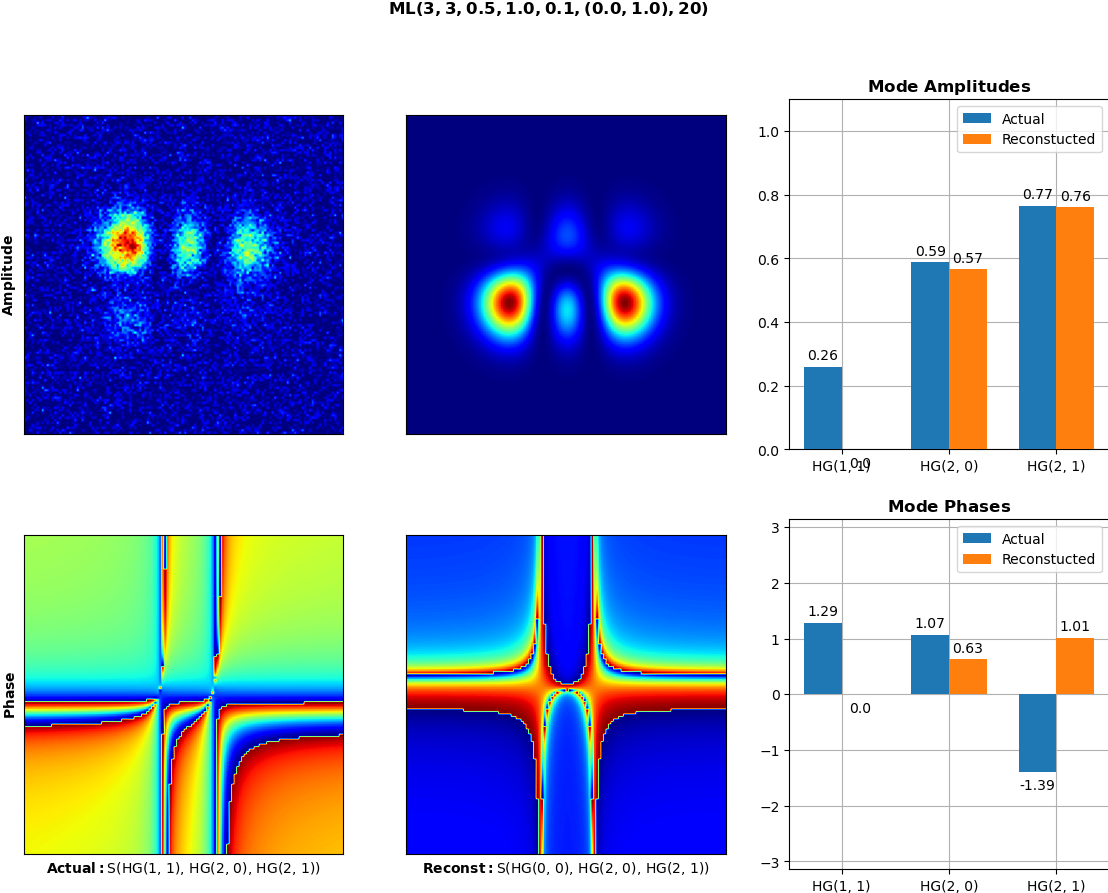 ML(3, 3, 0.5, 1.0, 0.1, (0.0, 1.0), 20)
Amplitude
Mode Amplitudes
Actual
Reconstucted
1.0
0.8
0.6
0.4
0.2
0.0
0.26
0.0
0.59
0.57
0.77
0.76
HG(1, 1)
HG(2, 0)
HG(2, 1)
Phase
Actual: S(HG(1, 1), HG(2, 0), HG(2, 1))
Reconst: S(HG(0, 0), HG(2, 0), HG(2, 1))
Mode Phases
Actual
Reconstucted
3
2
1
0
−1
−2
−3
1.29
0.0
1.07
0.63
-1.39
1.01
HG(1, 1)
HG(2, 0)
HG(2, 1)